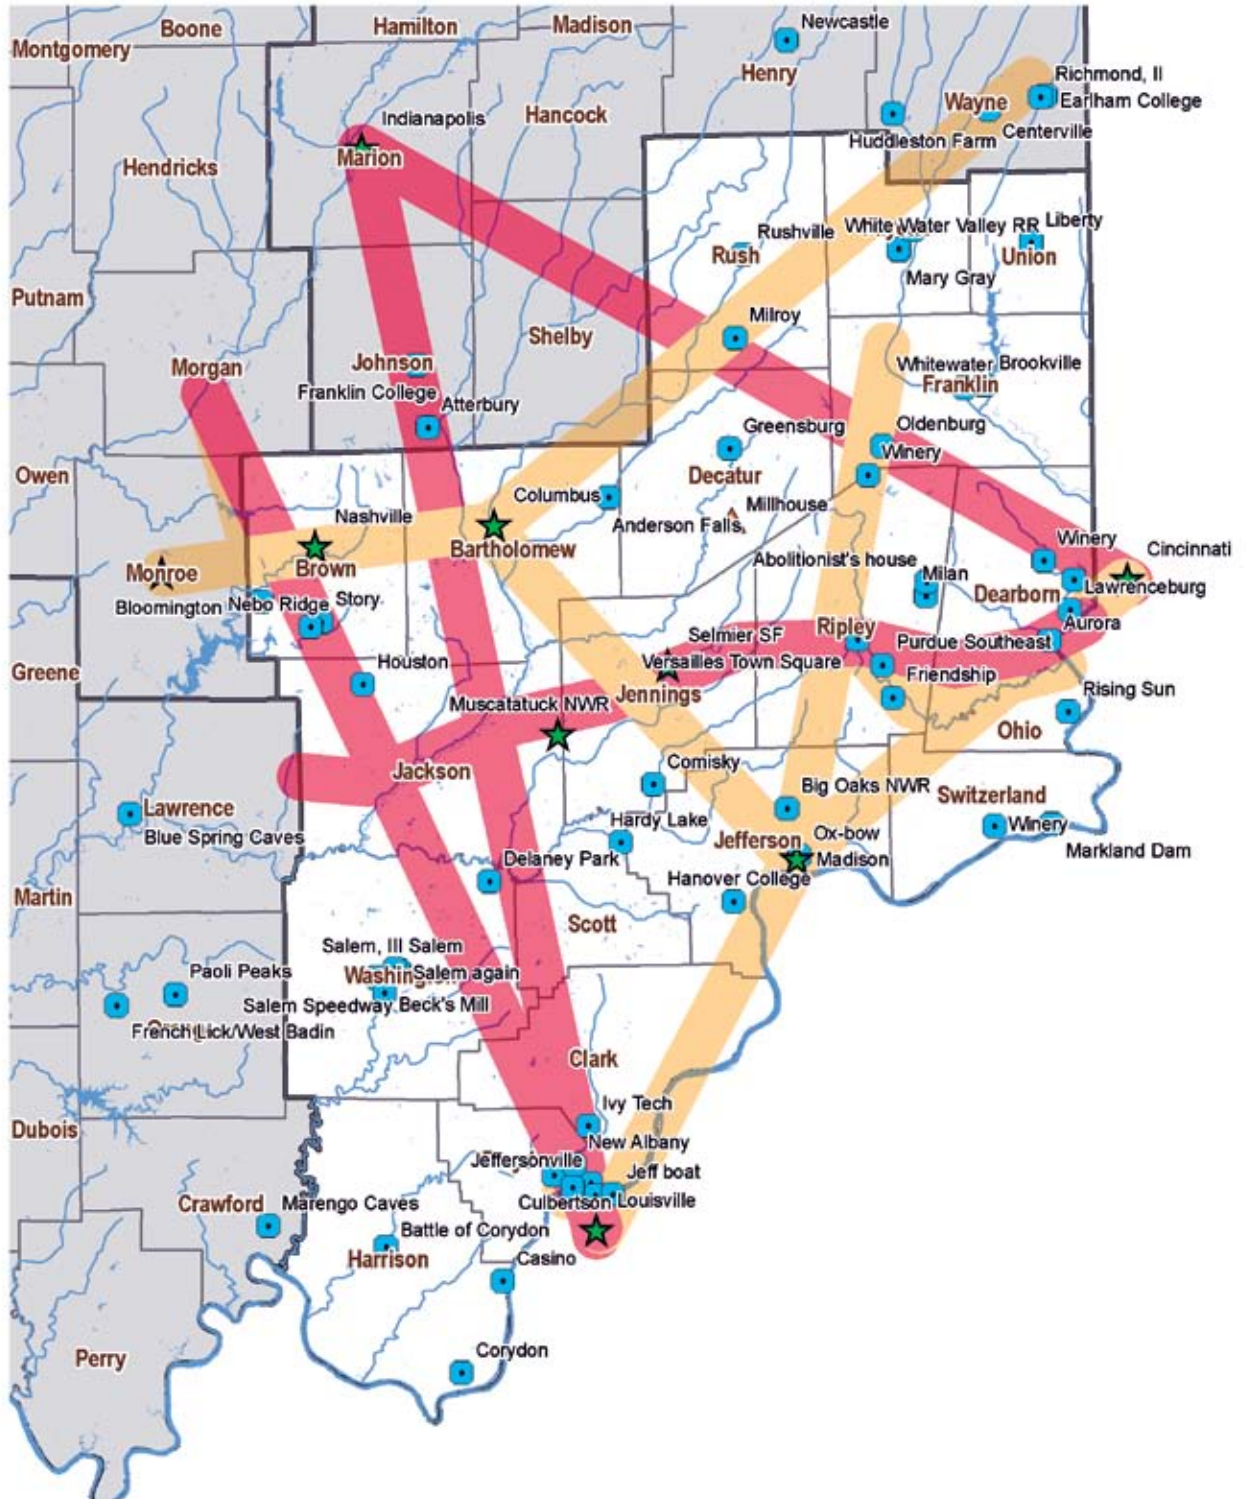 Newcastle
Boone
Hamilton
Madison
Montgomery
Henry
Richmond, II
Wayne
Earlham College
Hancock
Indianapolis
Centerville
Huddleston Farm
Marion
Hendricks
White Water Valley RR
Liberty
Rushville
Rush
Union
Mary Gray
Putnam
Milroy
Shelby
Johnson
Morgan
Whitewater
Brookville
Franklin
Franklin College
Atterbury
Greensburg
Oldenburg
Winery
Owen
Decatur
Columbus
Millhouse
Nashville
Anderson Falls
Winery
Bartholomew
Cincinnati
Abolitionist's house
Brown
Monroe
Milan
Lawrenceburg
Dearborn
Bloomington
Nebo Ridge
Story
Aurora
Ripley
Selmier SF
Purdue Southeast
Houston
Versailles Town Square
Greene
Friendship
Jennings
Rising Sun
Muscatatuck NWR
Ohio
Comisky
Jackson
Big Oaks NWR
Switzerland
Lawrence
Hardy Lake
Winery
Blue Spring Caves
Jefferson
Ox-bow
Madison
Markland Dam
Delaney Park
Hanover College
Martin
Scott
Salem, III
Salem
Paoli Peaks
Washington
Salem again
Salem Speedway
Beck's Mill
French Lick/West Badin
Clark
Ivy Tech
Dubois
New Albany
Jeffersonville
Jeff boat
Crawford
Marengo Caves
Culbertson
Louisville
Battle of Corydon
Harrison
Casino
Corydon
Perry